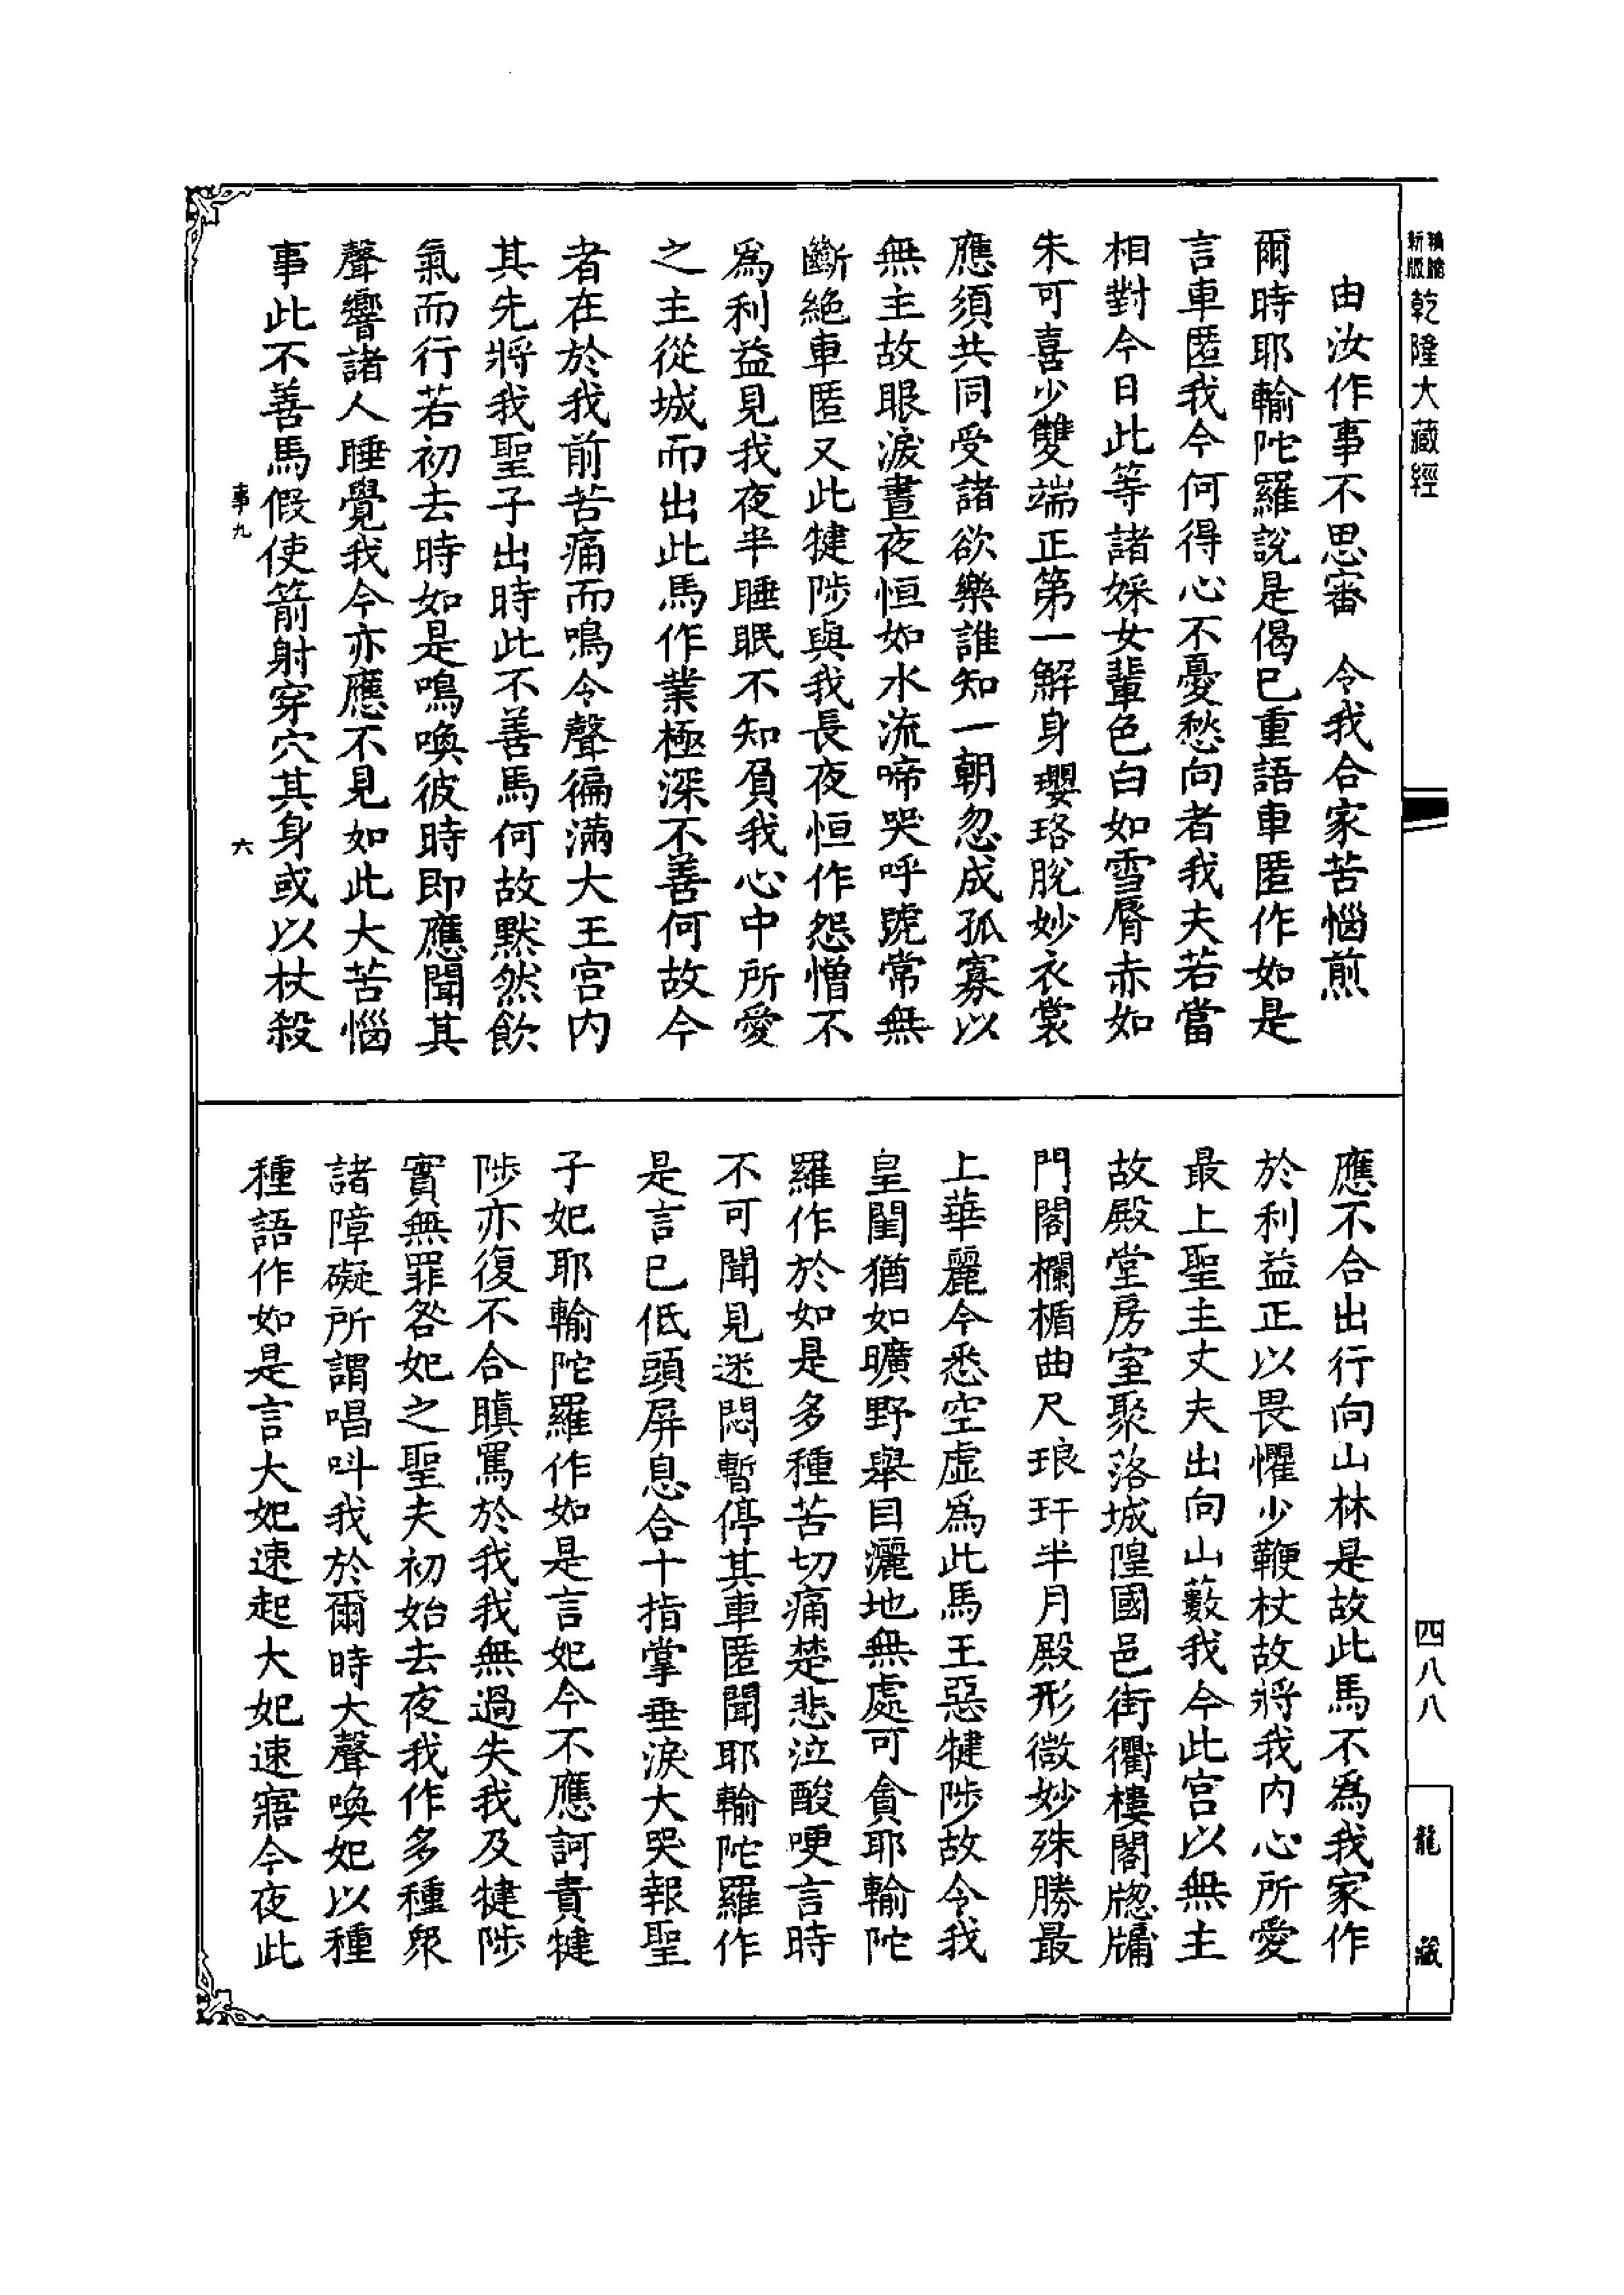 新版
乾隆大藏經
由汝作事不思審　令我合家苦惱煎
爾時耶輸陀羅說是偈已重語車匿作如是
言車匿我今何得心不憂愁向者我夫若當
相對今日此等諸婇女輩色白如雪脣赤如
朱可喜少雙端正第一解身瓔珞脫妙衣裳
應須共同受諸欲樂誰知一朝忽成孤寡以
無主故眼淚晝夜恒如水流啼哭呼號常無
斷絕車匿又此犍陟與我長夜恒作怨憎不
為利益見我夜半睡眠不知負我心中所愛
之主從城而出此馬作業極深不善何故今
者在於我前苦痛而鳴令聲徧滿大王宮內
其先將我聖子出時此不善馬何故默然飲
氣而行若初去時如是鳴喚彼時即應聞其
聲響諸人睡覺我今亦應不見如此大苦惱
事此不善馬假使箭射穿穴其身或以杖殺
事九　六
應不合出行向山林是故此馬不為我家作
於利益正以畏懼少鞭杖故將我內心所愛
最上聖主丈夫出向山藪我今此宮以無主
故殿堂房室聚落城隍國邑街衢樓閣牕牖
門閣欄楯曲尺琅玕半月殿形微妙殊勝最
上華麗今悉空虛為此馬王惡犍陟故令我
皇闈猶如曠野舉目灑地無處可貪耶輸陀
羅作於如是多種苦切痛楚悲泣酸哽言時
不可聞見迷悶暫停其車匿聞耶輸陀羅作
是言已低頭屏息合十指掌垂淚大哭報聖
子妃耶輸陀羅作如是言妃今不應訶責犍
陟亦復不合瞋罵於我我無過失我及犍陟
實無罪咎妃之聖夫初始去夜我作多種眾
諸障礙所謂唱叫我於爾時大聲喚妃以種
種語作如是言大妃速起大妃速寤今夜此
四八八
龍藏